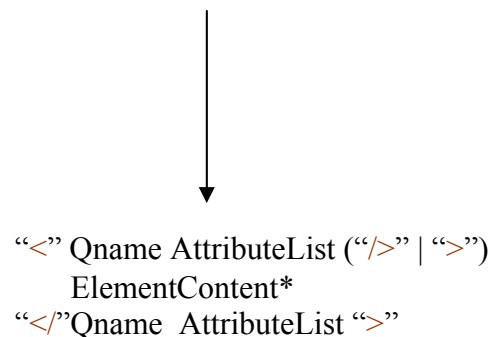 “<” Qname AttributeList (“/>” | “>”)
ElementContent*
“</”Qname AttributeList “>”